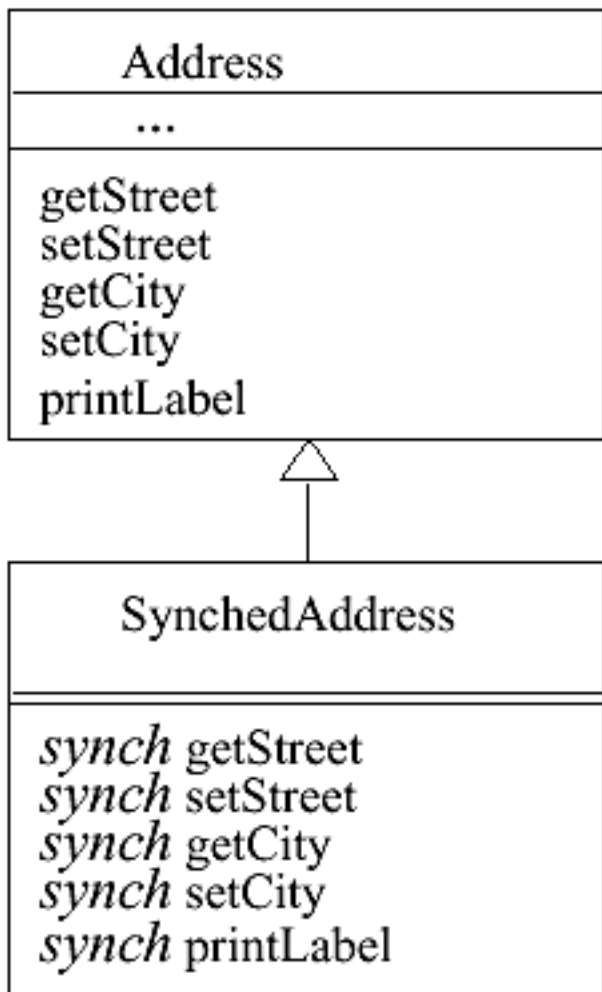 Address
...
getStreet
setStreet
getCity
setCity
printLabel
SynchedAddress
synch getStreet
synch setStreet
synch getCity
synch setCity
synch printLabel